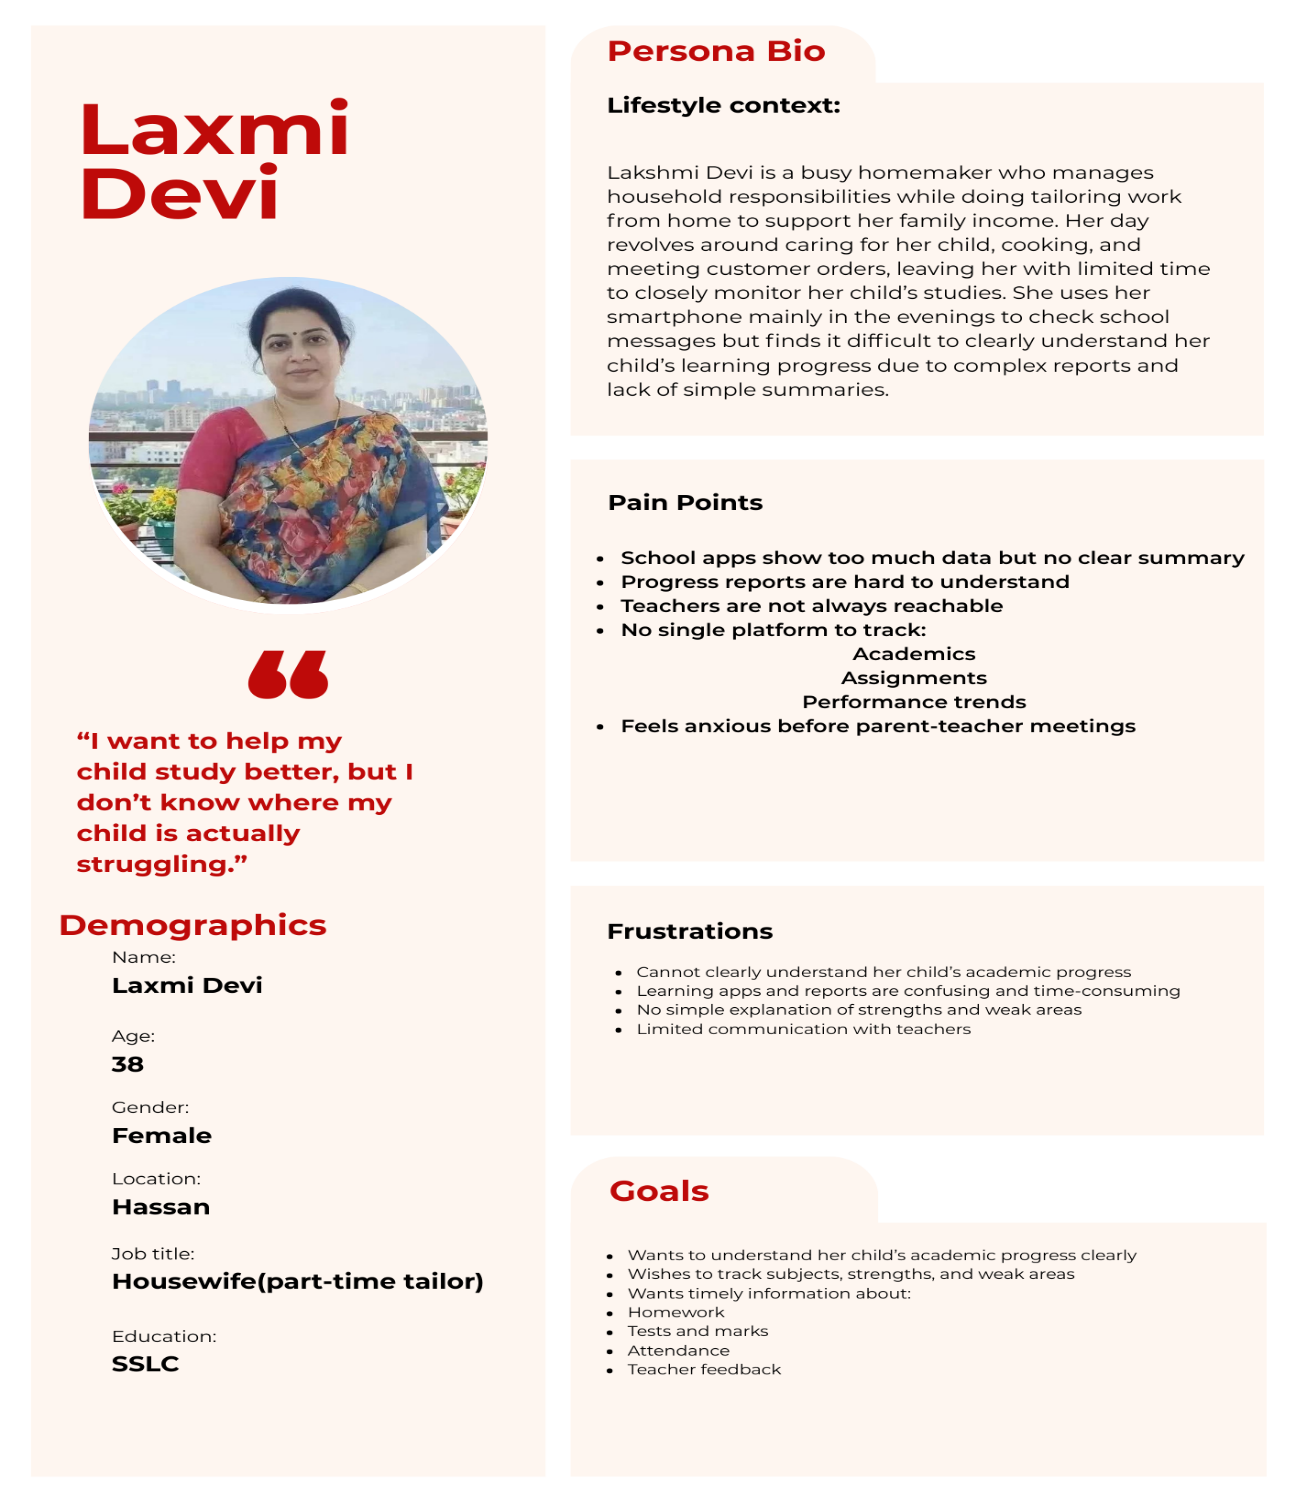 Laxmi
Devi
“I want to help my
child study better, but I
don’t know where my
child is actually
struggling.”
Demographics
Name:
Laxmi Devi
Age:
38
Gender:
Female
Location:
Hassan
Job title:
Housewife(part-time tailor)
Education:
SSLC
Persona Bio
Lifestyle context:
Lakshmi Devi is a busy homemaker who manages
household responsibilities while doing tailoring work
from home to support her family income. Her day
revolves around caring for her child, cooking, and
meeting customer orders, leaving her with limited time
to closely monitor her child’s studies. She uses her
smartphone mainly in the evenings to check school
messages but finds it difficult to clearly understand her
child’s learning progress due to complex reports and
lack of simple summaries.
Pain Points
• School apps show too much data but no clear summary
• Progress reports are hard to understand
• Teachers are not always reachable
• No single platform to track:
Academics
Assignments
Performance trends
• Feels anxious before parent-teacher meetings
Frustrations
• Cannot clearly understand her child’s academic progress
• Learning apps and reports are confusing and time-consuming
• No simple explanation of strengths and weak areas
• Limited communication with teachers
Goals
• Wants to understand her child’s academic progress clearly
• Wishes to track subjects, strengths, and weak areas
• Wants timely information about:
• Homework
• Tests and marks
• Attendance
• Teacher feedback